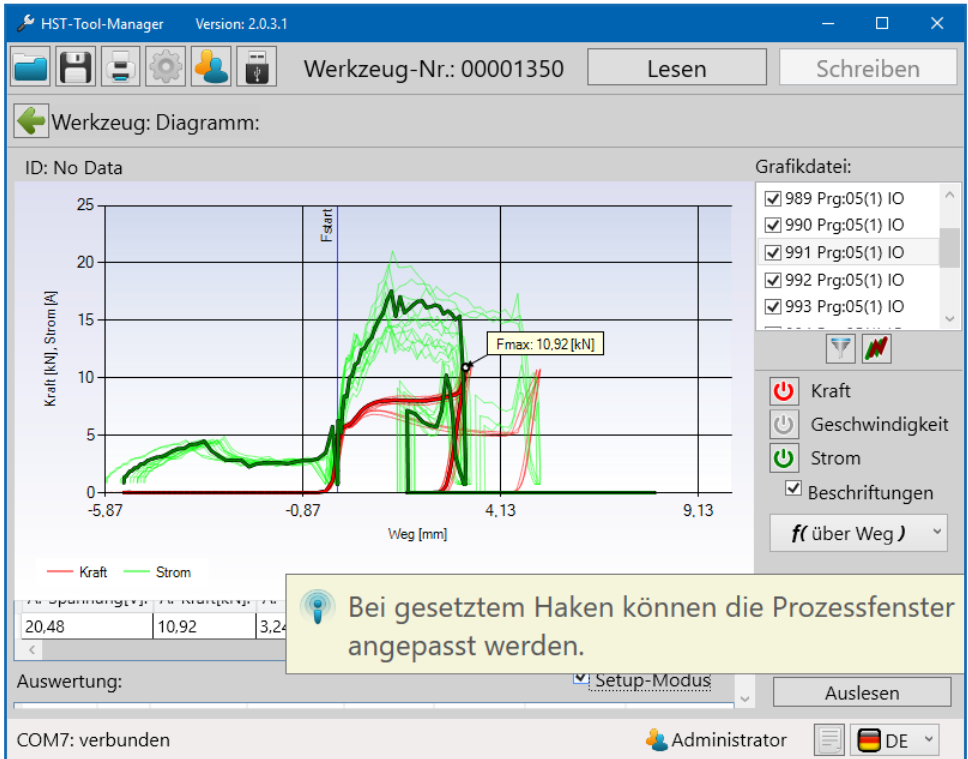 HST-Tool-Manager Version: 2.0.3.1
Werkzeug-Nr.: 00001350
Lesen
Schreiben
Werkzeug: Diagramm:
ID: No Data
Grafikdatei:
989 Prg:05(1) IO
990 Prg:05(1) IO
991 Prg:05(1) IO
992 Prg:05(1) IO
993 Prg:05(1) IO
Kraft [kN], Strom [A]
25
20
15
10
5
0
Fstart
Fmax: 10,92 [kN]
-5,87
-0,87
4,13
9,13
Weg [mm]
Kraft
Strom
Kraft
Geschwindigkeit
Strom
Beschriftungen
f( über Weg )
A. Spannung[V]: A. Kraft[kN]: A.
20,48 10,92 3,24
Bei gesetztem Haken können die Prozessfenster
angepasst werden.
Auswertung:
Setup-Modus
Auslesen
COM7: verbunden
Administrator
DE